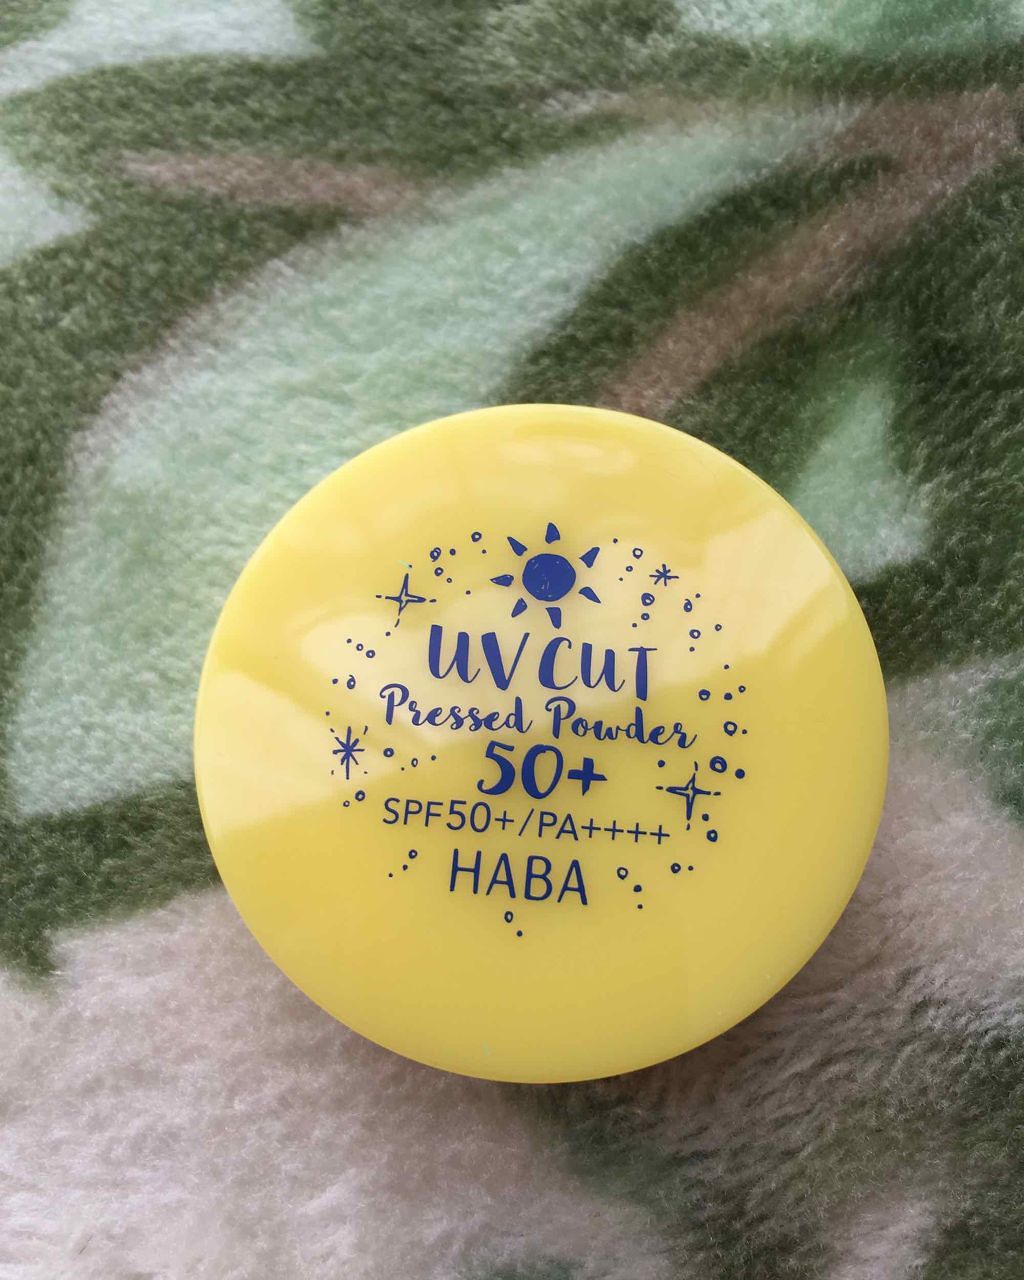 UV CUT
Pressed Powder
50+
SPF50+/PA++++
HABA